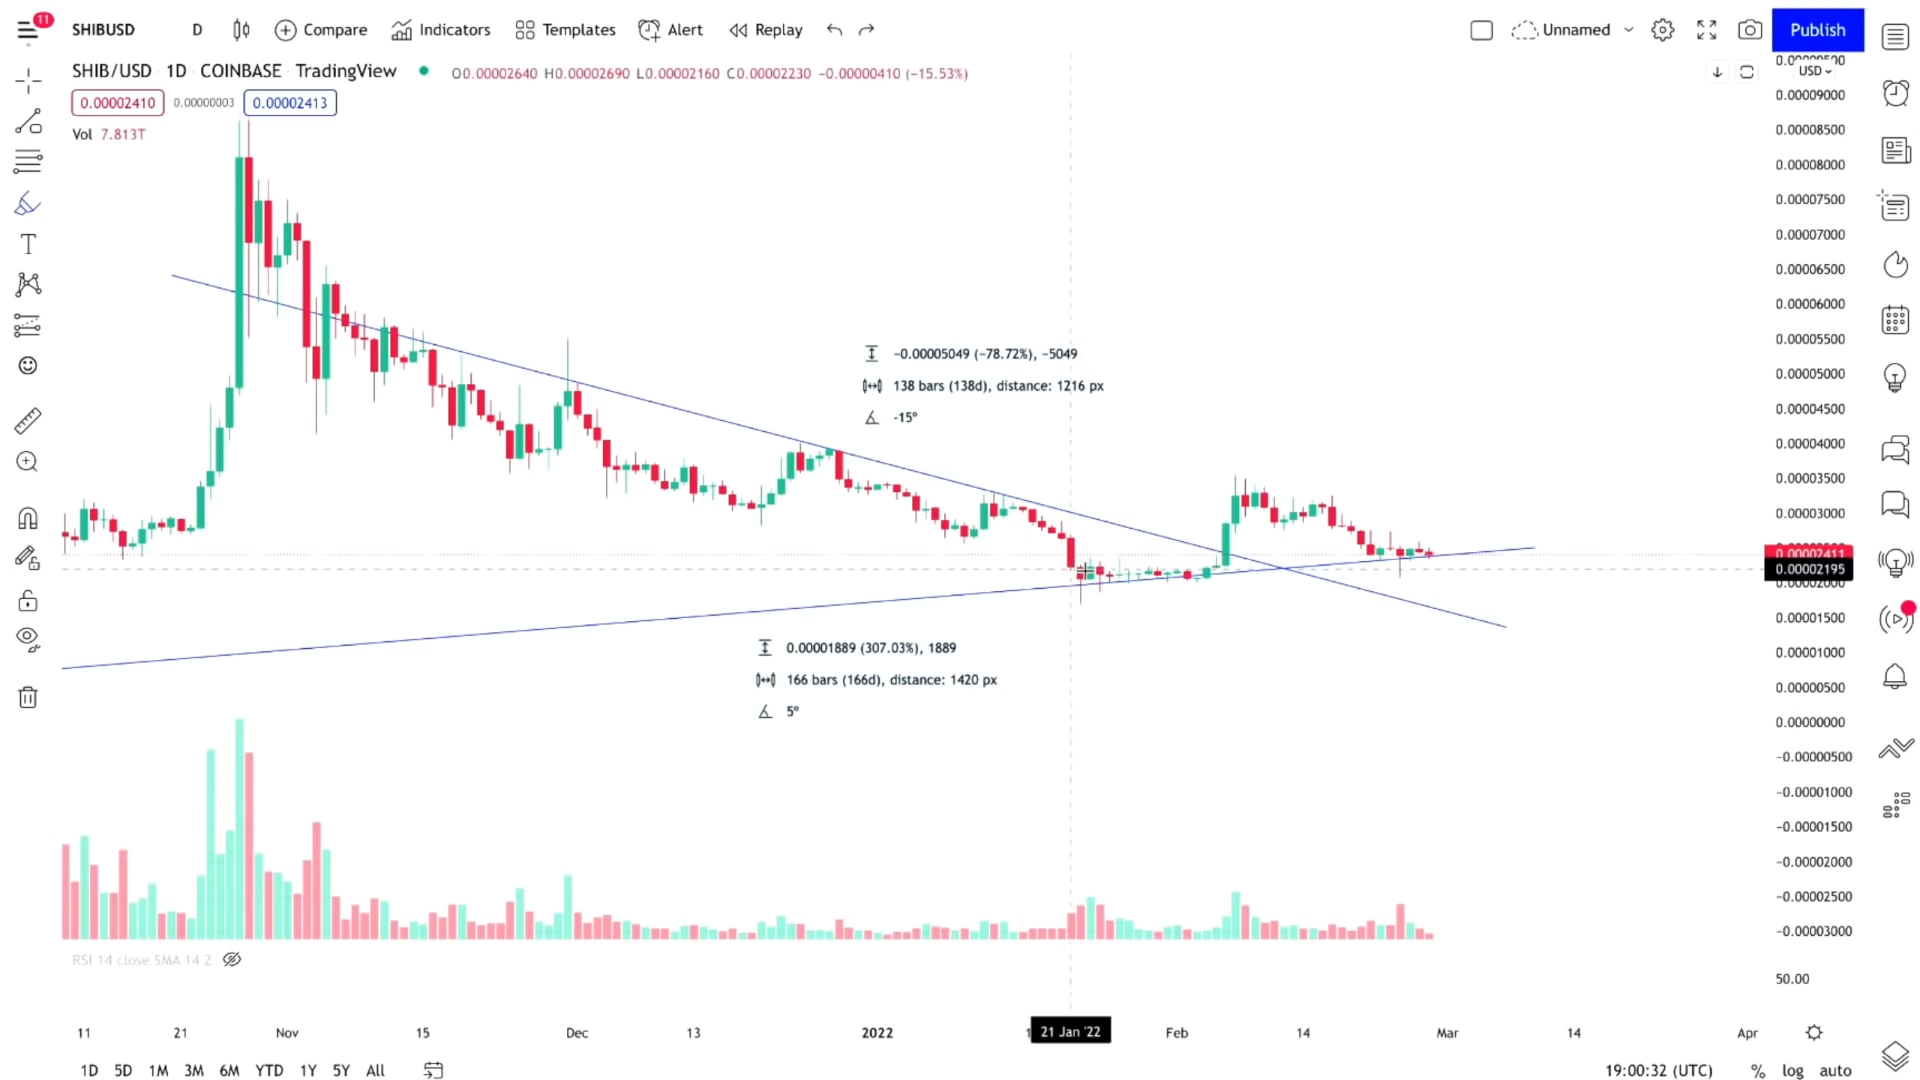 11
SHIBUSD D Compare Indicators Templates Alert Replay Unnamed Publish
SHIB/USD 1D COINBASE TradingView O0.00002640 H0.00002690 L0.00002160 C0.00002230 −0.00000410 (−15.53%)
USD
0.00002410 0.00000003 0.00002413
Vol 7.813T
0.00009000
0.00008500
0.00008000
0.00007500
0.00007000
0.00006500
0.00006000
0.00005500
0.00005000
0.00004500
0.00004000
0.00003500
0.00003000
0.00002411
0.00002195
0.00002000
0.00001500
0.00001000
0.00000500
0.00000000
−0.00000500
−0.00001000
−0.00001500
−0.00002000
−0.00002500
−0.00003000
50.00
−0.00005049 (−78.72%), −5049
138 bars (138d), distance: 1216 px
-15°
0.00001889 (307.03%), 1889
166 bars (166d), distance: 1420 px
5°
RSI 14 close SMA 14 2
11 21 Nov 15 Dec 13 2022 21 Jan '22 Feb 14 Mar 14 Apr
1D 5D 1M 3M 6M YTD 1Y 5Y All 19:00:32 (UTC) % log auto